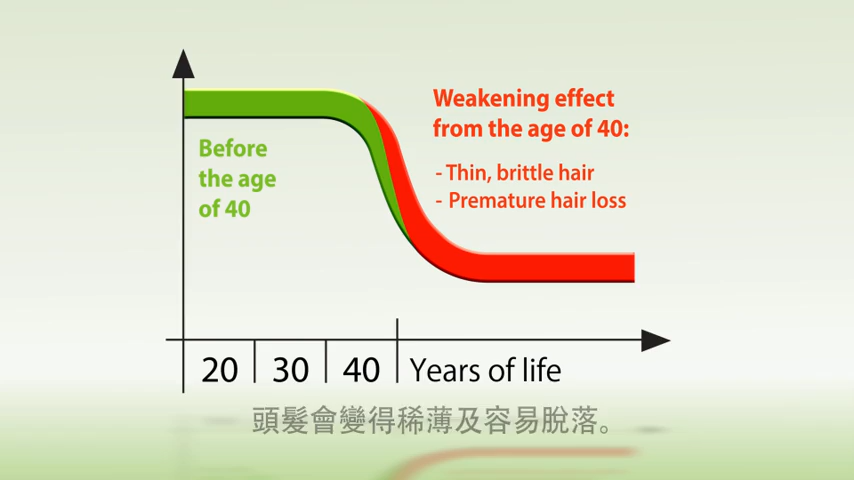 Weakening effect
from the age of 40:
- Thin, brittle hair
- Premature hair loss
Before
the age
of 40
20 30 40 Years of life
頭髮會變得稀薄及容易脫落。